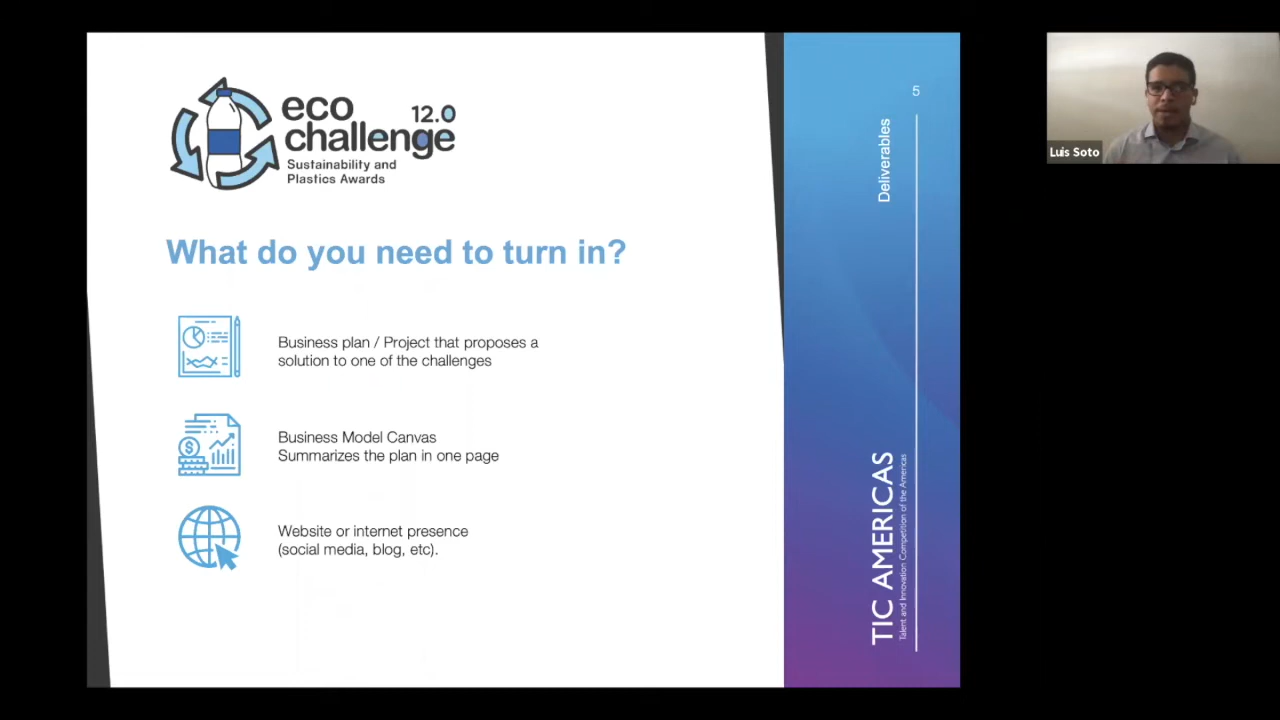 eco
challenge
12.0
Sustainability and
Plastics Awards
What do you need to turn in?
Business plan / Project that proposes a
solution to one of the challenges
$
Business Model Canvas
Summarizes the plan in one page
Website or internet presence
(social media, blog, etc).
5
Deliverables
TIC AMERICAS
Talent and Innovation Competition of the Americas
Luis Soto